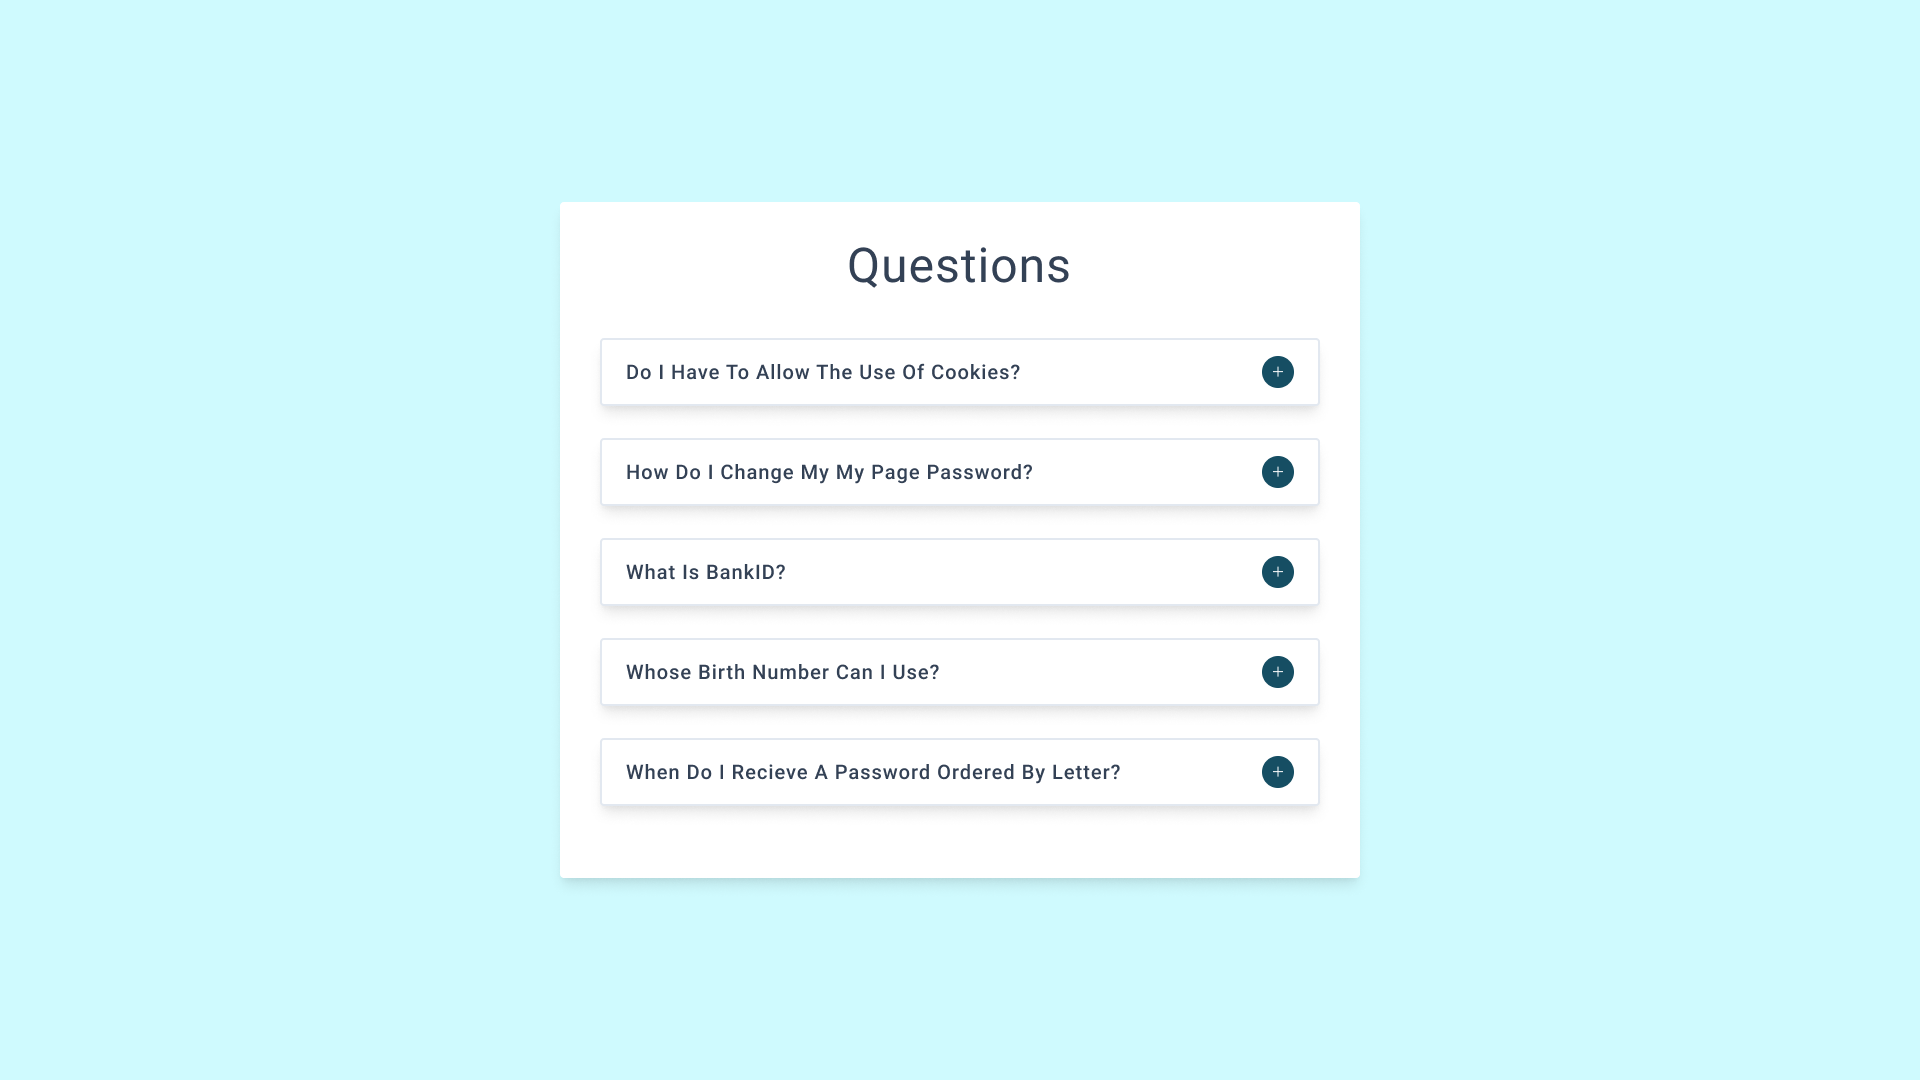 Questions
Do I Have To Allow The Use Of Cookies?
How Do I Change My My Page Password?
What Is BankID?
Whose Birth Number Can I Use?
When Do I Recieve A Password Ordered By Letter?